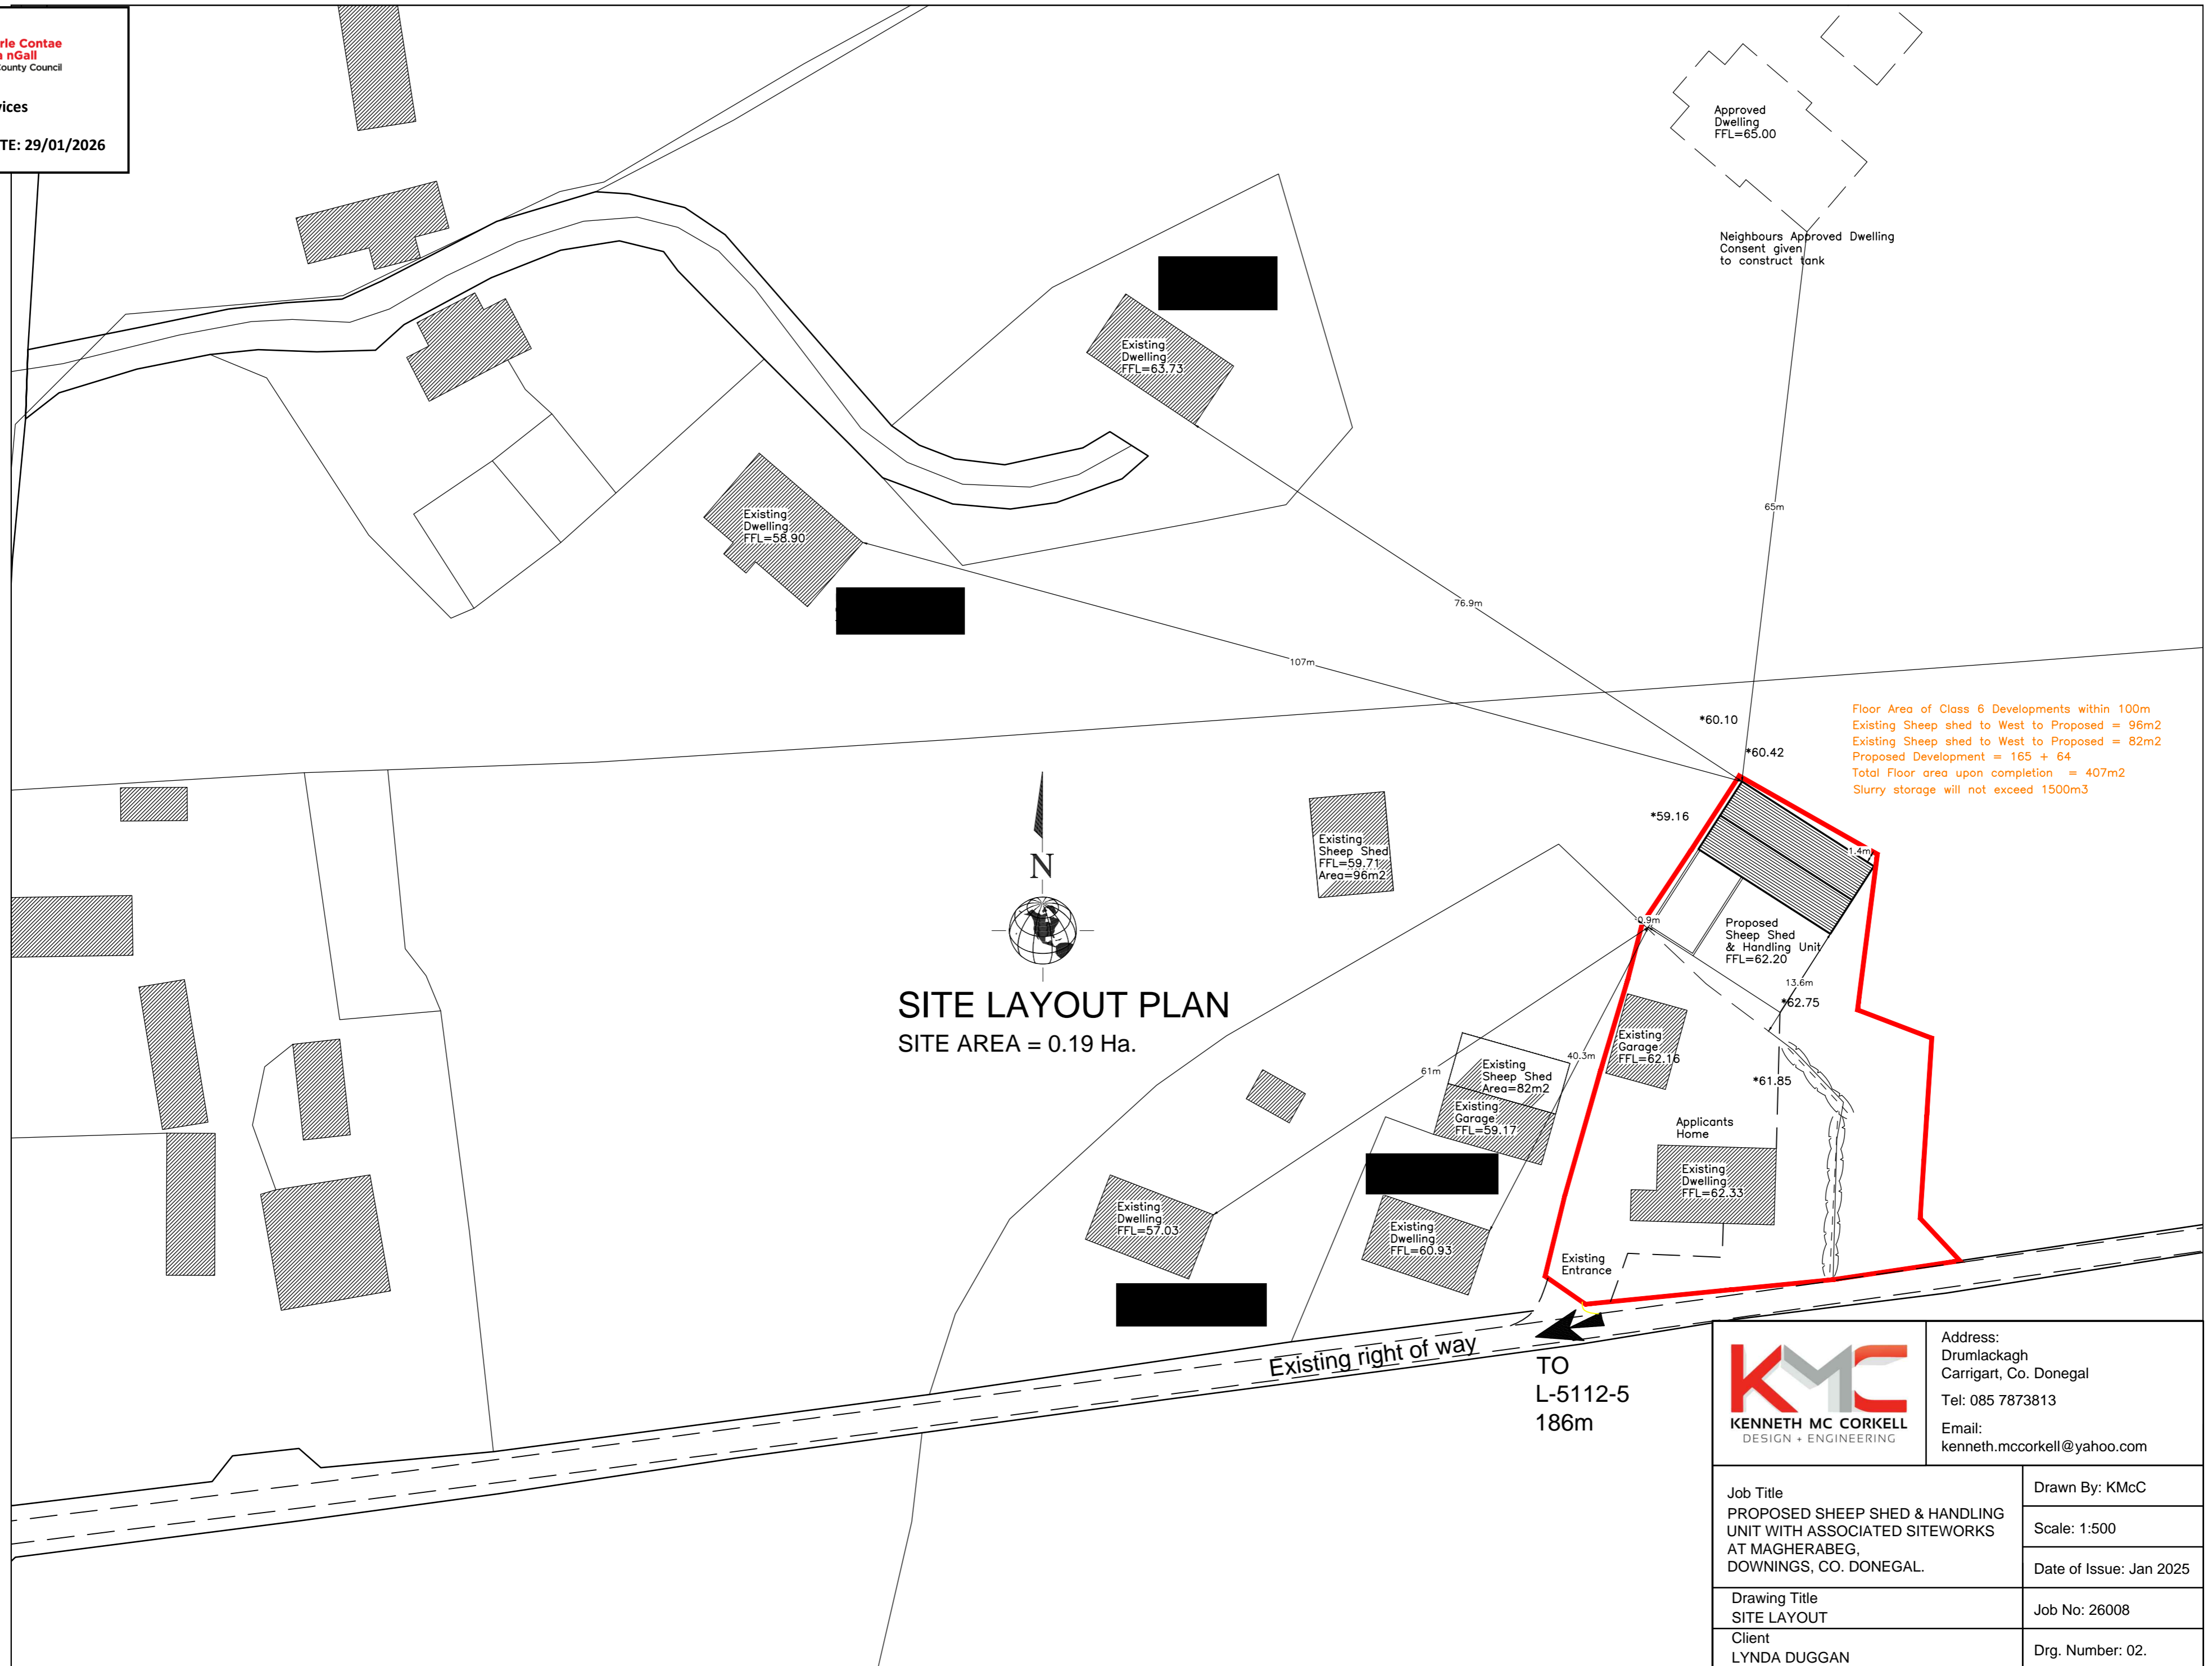 rle Contae
nGall
County Council
vices
TE: 29/01/2026
Approved
Dwelling
FFL=65.00
Neighbours Approved Dwelling
Consent given
to construct tank
Existing
Dwelling
FFL=63.73
Existing
Dwelling
FFL=58.90
65m
76.9m
107m
*60.10
*60.42
*59.16
Floor Area of Class 6 Developments within 100m
Existing Sheep shed to West to Proposed = 96m2
Existing Sheep shed to West to Proposed = 82m2
Proposed Development = 165 + 64
Total Floor area upon completion = 407m2
Slurry storage will not exceed 1500m3
Existing
Sheep Shed
FFL=59.71
Area=96m2
1.4m
0.9m
Proposed
Sheep Shed
& Handling Unit
FFL=62.20
13.6m
*62.75
N
SITE LAYOUT PLAN
SITE AREA = 0.19 Ha.
Existing
Garage
FFL=62.16
40.3m
61m
Existing
Sheep Shed
Area=82m2
*61.85
Existing
Garage
FFL=59.17
Applicants
Home
Existing
Dwelling
FFL=62.33
Existing
Dwelling
FFL=57.03
Existing
Dwelling
FFL=60.93
Existing
Entrance
Existing right of way
TO
L-5112-5
186m
KMC
KENNETH MC CORKELL
DESIGN + ENGINEERING
Address:
Drumlackagh
Carrigart, Co. Donegal
Tel: 085 7873813
Email:
kenneth.mccorkell@yahoo.com
Job Title
PROPOSED SHEEP SHED & HANDLING
UNIT WITH ASSOCIATED SITEWORKS
AT MAGHERABEG,
DOWNINGS, CO. DONEGAL.
Drawn By: KMcC
Scale: 1:500
Date of Issue: Jan 2025
Drawing Title
SITE LAYOUT
Job No: 26008
Client
LYNDA DUGGAN
Drg. Number: 02.